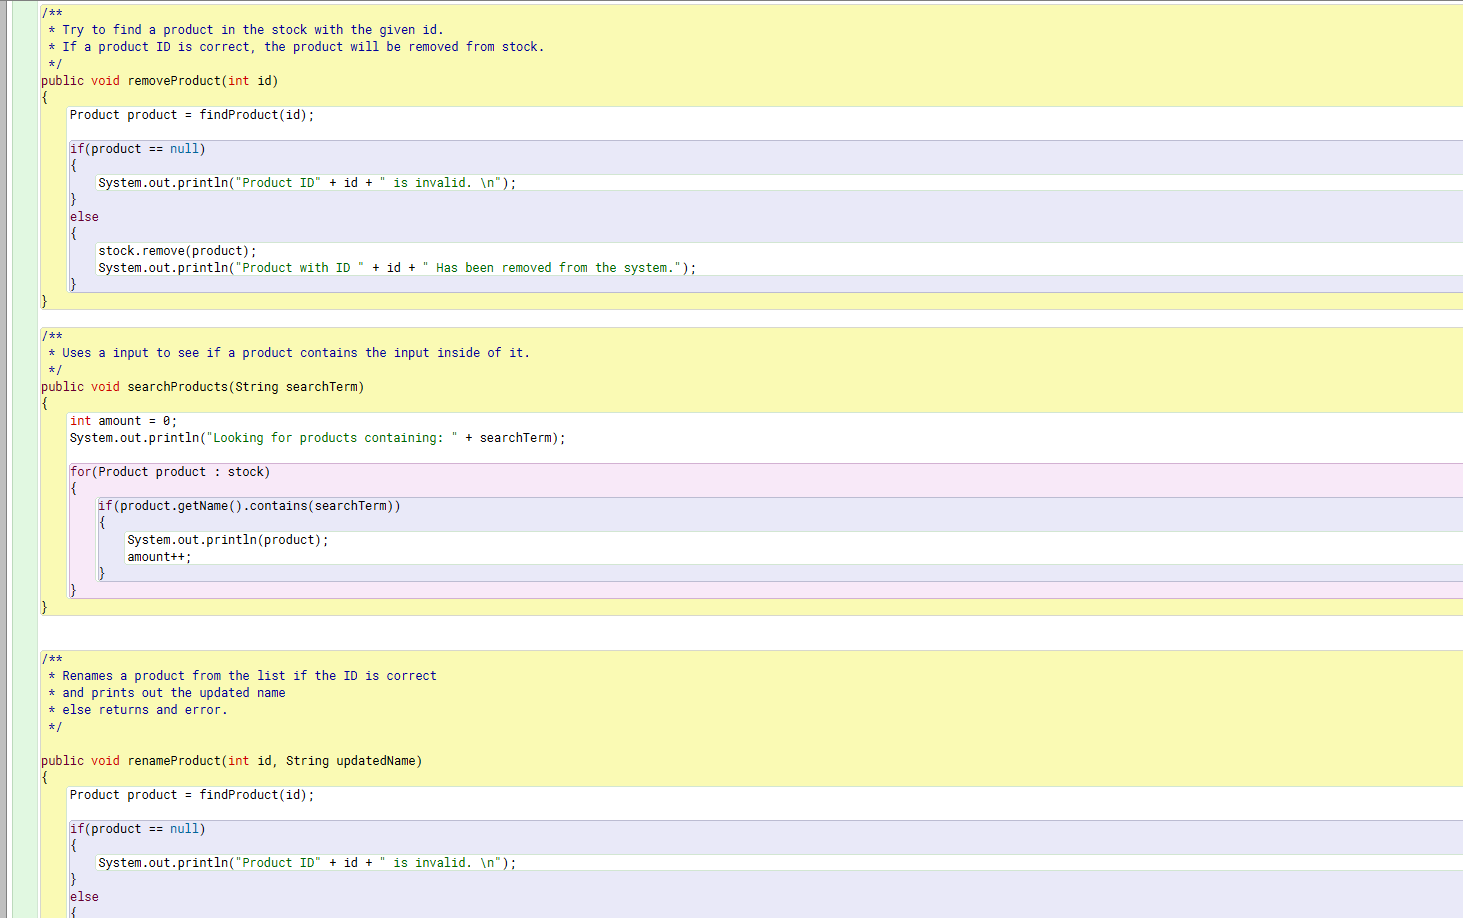 /**
 * Try to find a product in the stock with the given id.
 * If a product ID is correct, the product will be removed from stock.
 */
public void removeProduct(int id)
{
    Product product = findProduct(id);

    if(product == null)
    {
        System.out.println("Product ID" + id + " is invalid. \n");
    }
    else
    {
        stock.remove(product);
        System.out.println("Product with ID " + id + " Has been removed from the system.");
    }
}

/**
 * Uses a input to see if a product contains the input inside of it.
 */
public void searchProducts(String searchTerm)
{
    int amount = 0;
    System.out.println("Looking for products containing: " + searchTerm);

    for(Product product : stock)
    {
        if(product.getName().contains(searchTerm))
        {
            System.out.println(product);
            amount++;
        }
    }
}

/**
 * Renames a product from the list if the ID is correct
 * and prints out the updated name
 * else returns and error.
 */

public void renameProduct(int id, String updatedName)
{
    Product product = findProduct(id);

    if(product == null)
    {
        System.out.println("Product ID" + id + " is invalid. \n");
    }
    else
    {